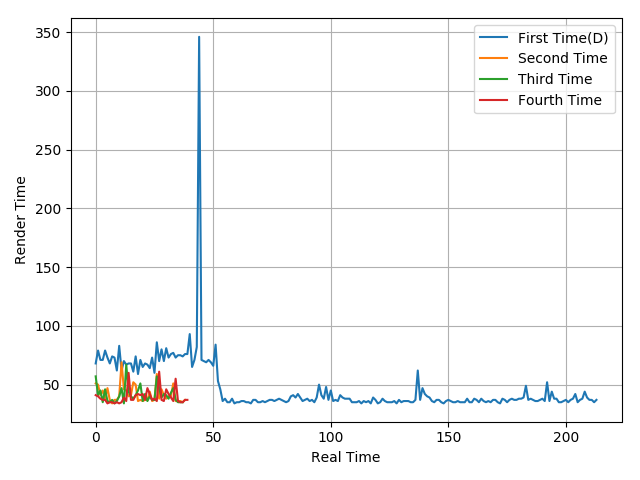 350
300
250
200
150
100
50
0
50
100
150
200
Render Time
Real Time
First Time(D)
Second Time
Third Time
Fourth Time